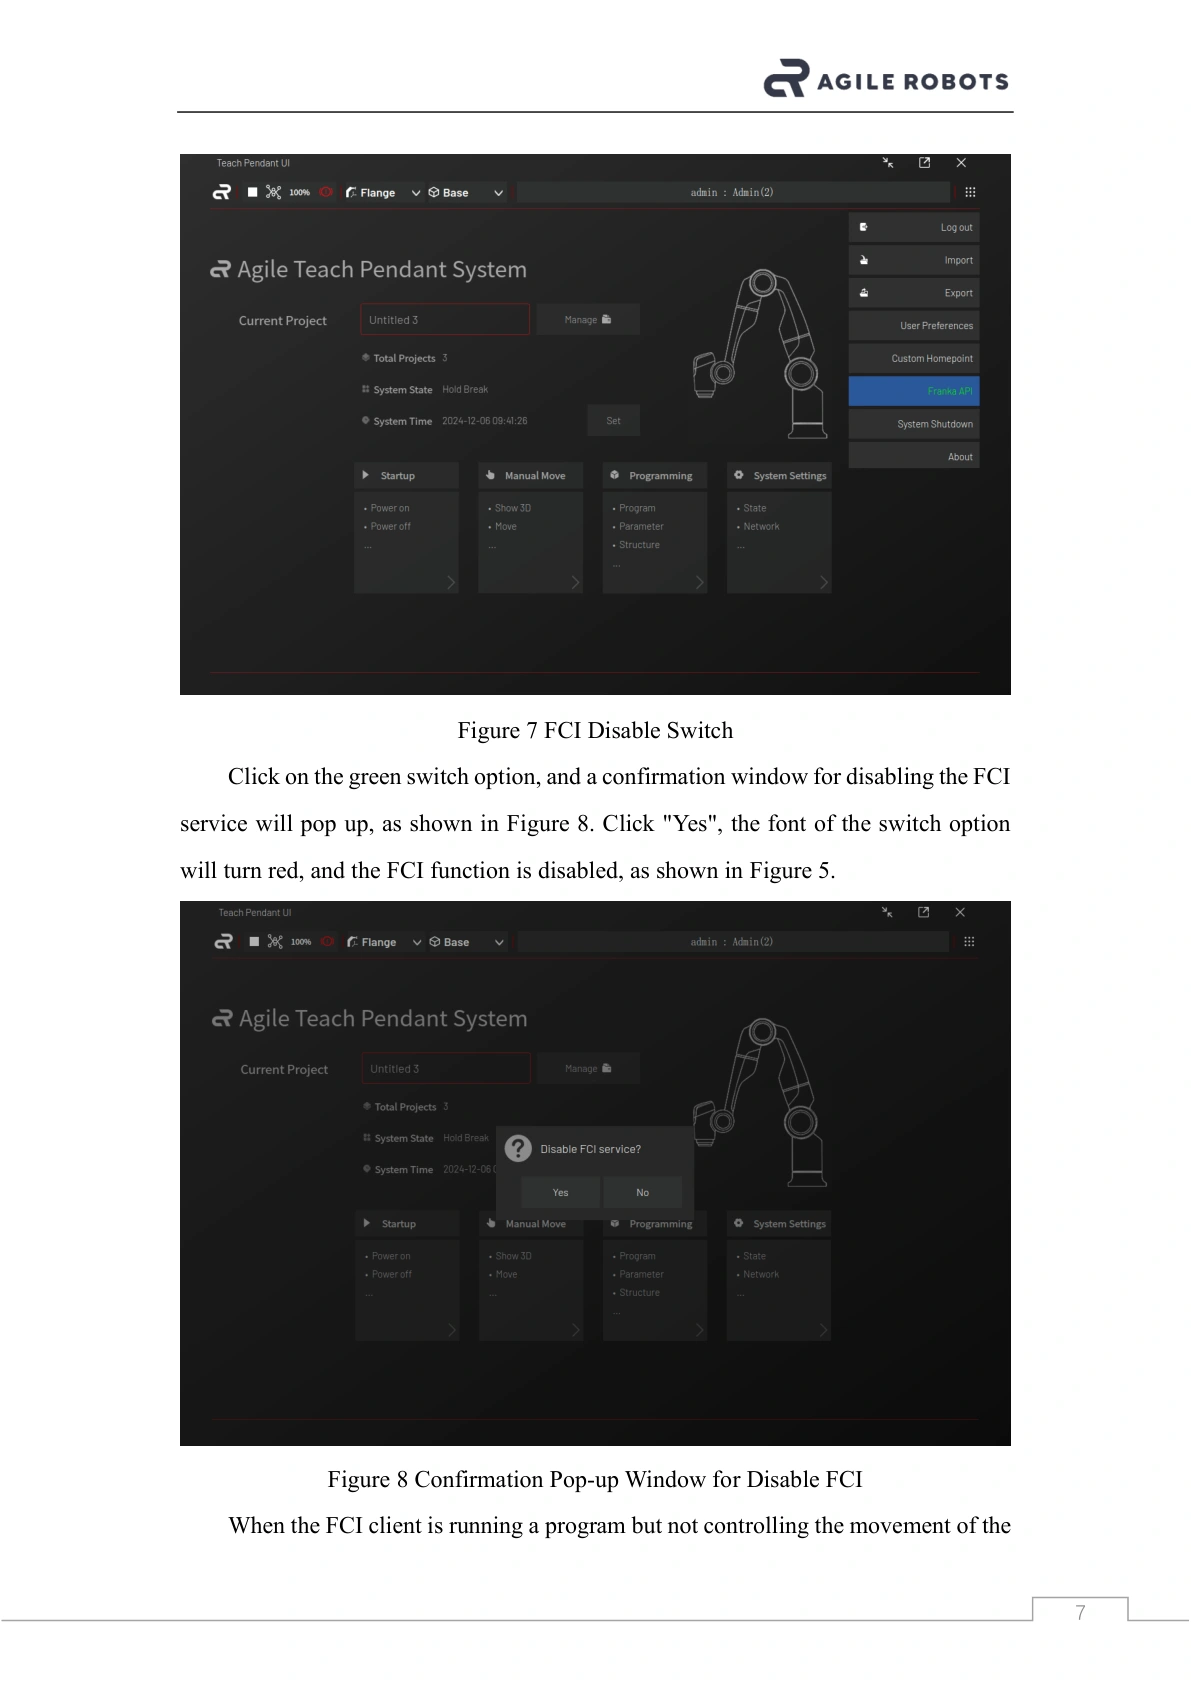 AGILE ROBOTS
Teach Pendant UI
100% Flange Base admin : Admin(2)
Log out
Import
Export
User Preferences
Custom Homepoint
Franka API
System Shutdown
About
Agile Teach Pendant System
Current Project Untitled 3 Manage
Total Projects 3
System State Hold Break
System Time 2024-12-06 09:41:26 Set
Startup Manual Move Programming System Settings
• Power on • Show 3D • Program • State
• Power off • Move • Parameter • Network
... ... • Structure ...
...
Figure 7 FCI Disable Switch
Click on the green switch option, and a confirmation window for disabling the FCI
service will pop up, as shown in Figure 8. Click "Yes", the font of the switch option
will turn red, and the FCI function is disabled, as shown in Figure 5.
Teach Pendant UI
100% Flange Base admin : Admin(2)
Agile Teach Pendant System
Current Project Untitled 3 Manage
Total Projects 3
System State Hold Break
System Time 2024-12-06
Disable FCI service?
Yes No
Startup Manual Move Programming System Settings
• Power on • Show 3D • Program • State
• Power off • Move • Parameter • Network
... ... • Structure ...
...
Figure 8 Confirmation Pop-up Window for Disable FCI
When the FCI client is running a program but not controlling the movement of the
7